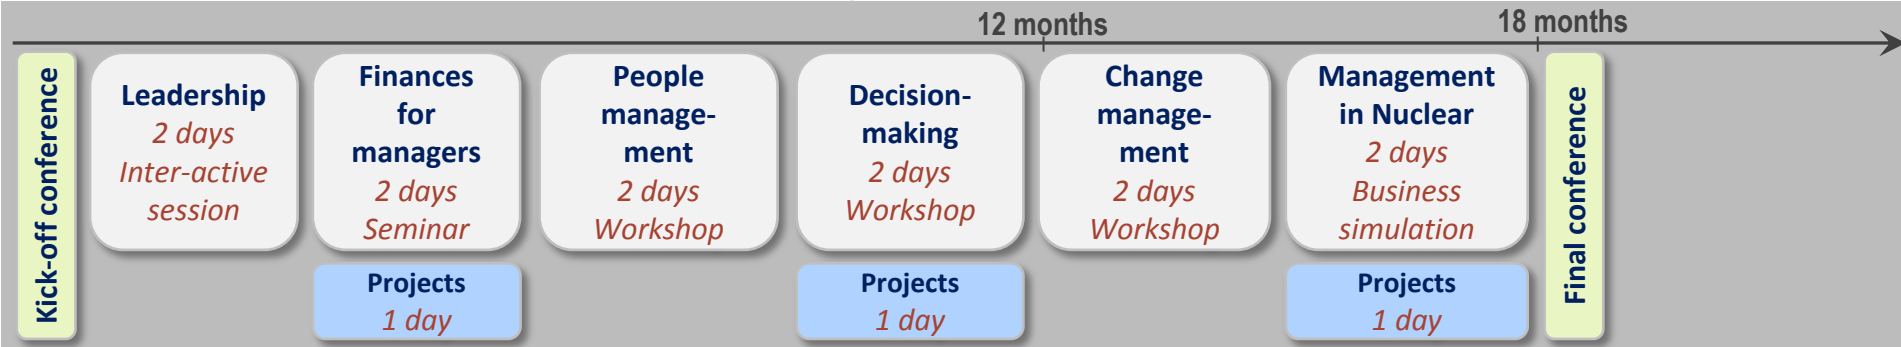 12 months
18 months
Kick-off conference
Leadership
2 days
Inter-active
session
Finances
for
managers
2 days
Seminar
Projects
1 day
People
manage-
ment
2 days
Workshop
Decision-
making
2 days
Workshop
Projects
1 day
Change
manage-
ment
2 days
Workshop
Management
in Nuclear
2 days
Business
simulation
Projects
1 day
Final conference